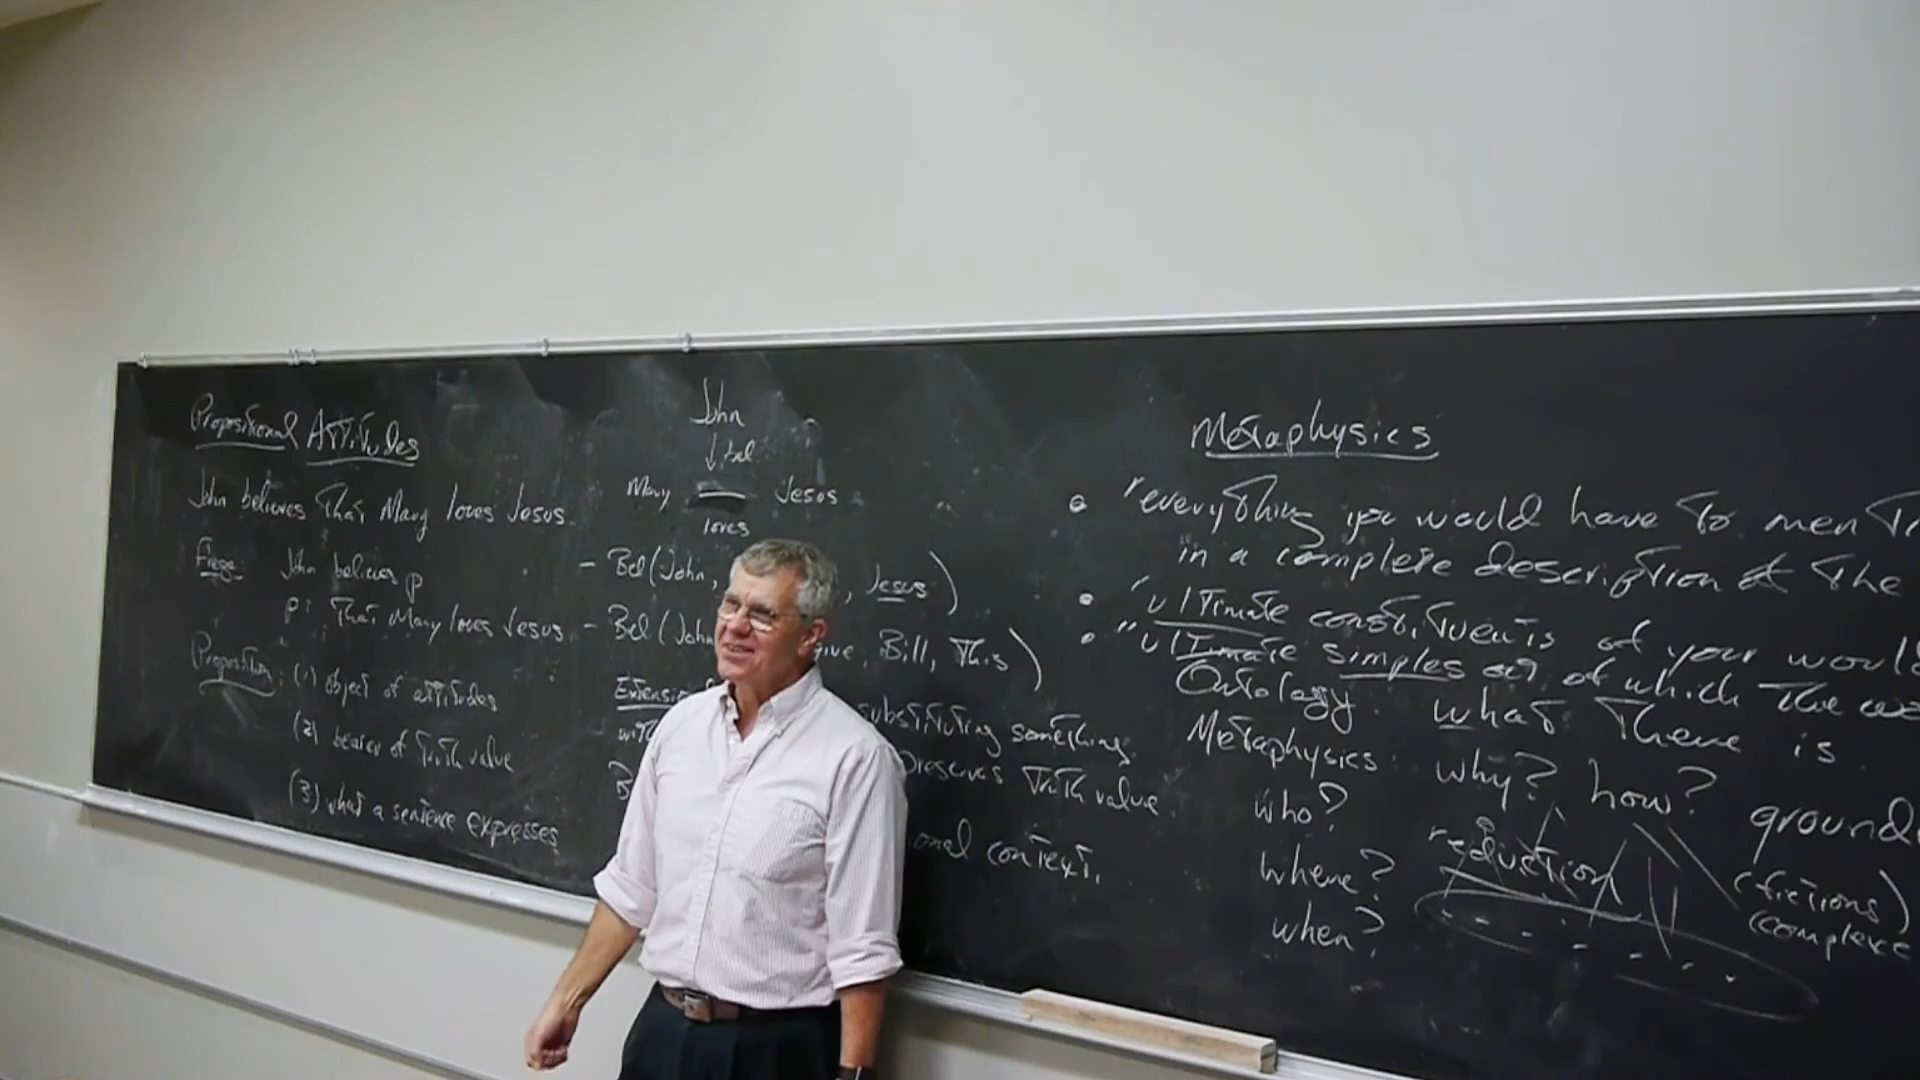 Propositional Attitudes
John believes that Mary loves Jesus.
Frege: John believes p
p: that Mary loves Jesus
Proposition: (1) object of attitudes
(2) bearer of truth value
(3) what a sentence expresses
John
↓ bel
Mary — Jesus
loves
- Bel(John, , Jesus)
- Bel(John , Bill, this)
substituting something
preserves truth value
context.
Metaphysics
• "everything you would have to
in a complete description of the
• "ultimate constituents of your
• "ultimate simples out of which the
Ontology: what there is.
Metaphysics: why? how?
who?
where? reduction (fictions)
when?